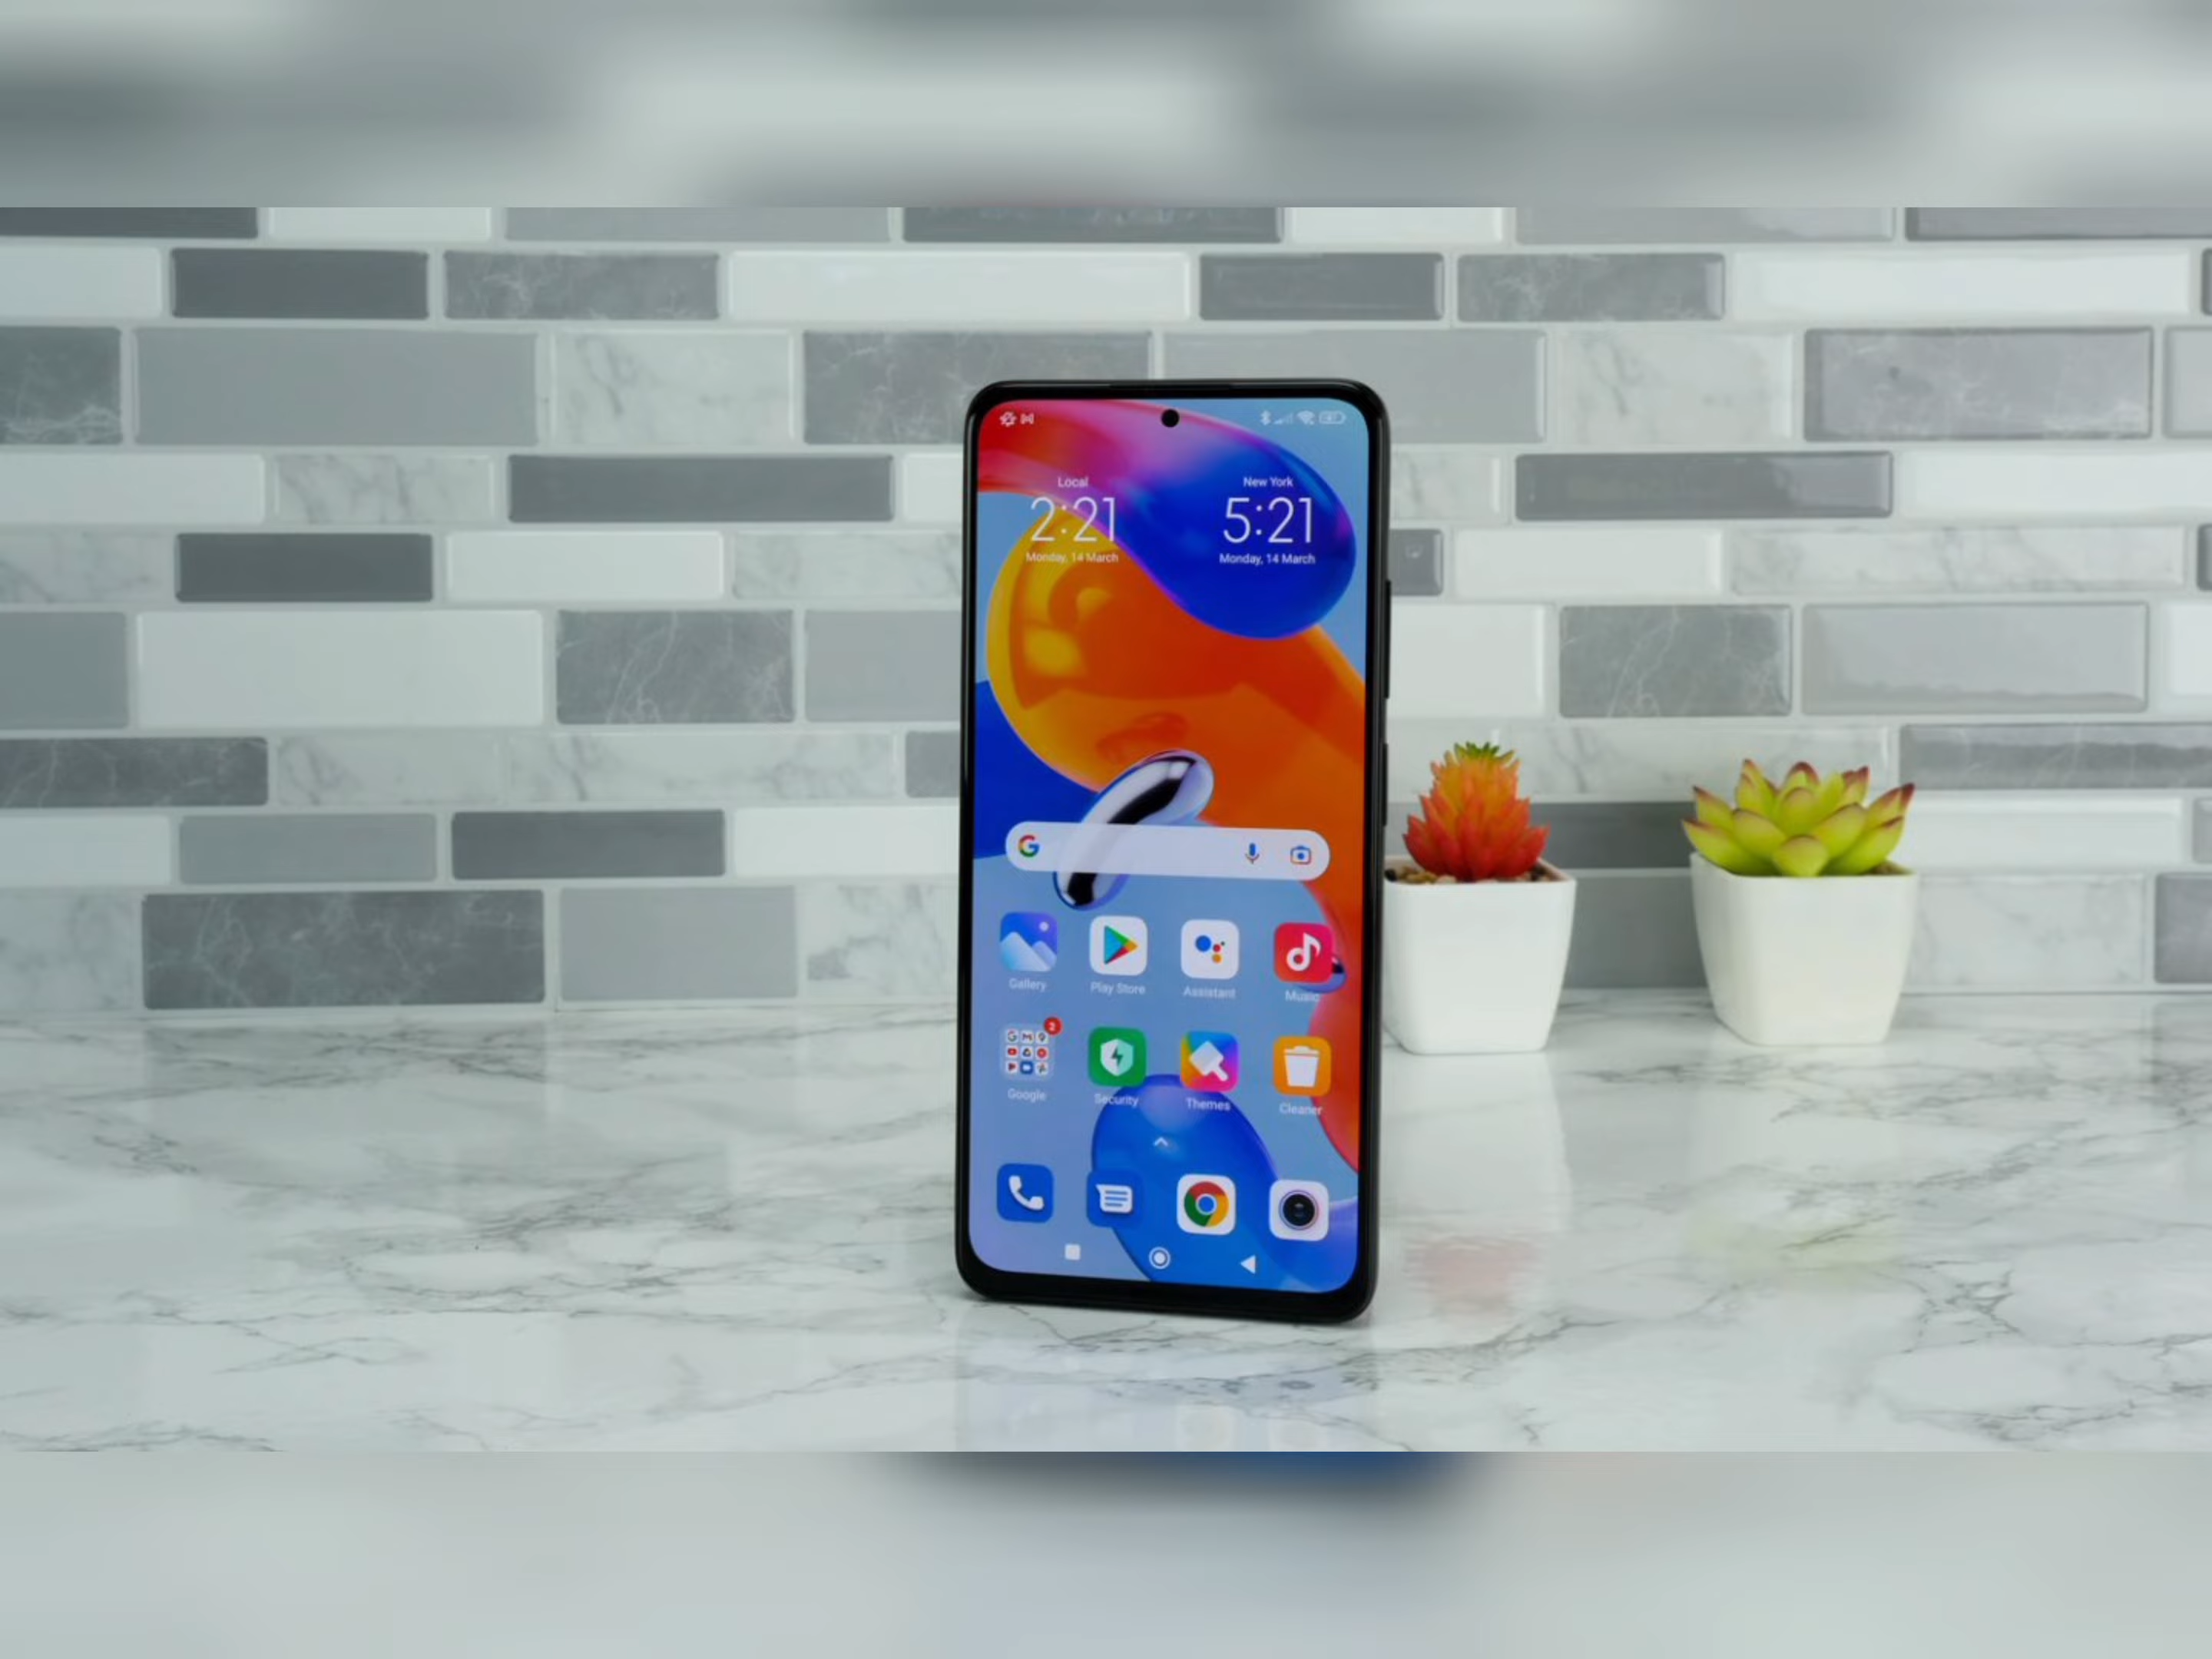 Local New York
2:21 5:21
Monday, 14 March Monday, 14 March
Gallery Play Store Assistant Music
2
Google Security Themes Cleaner